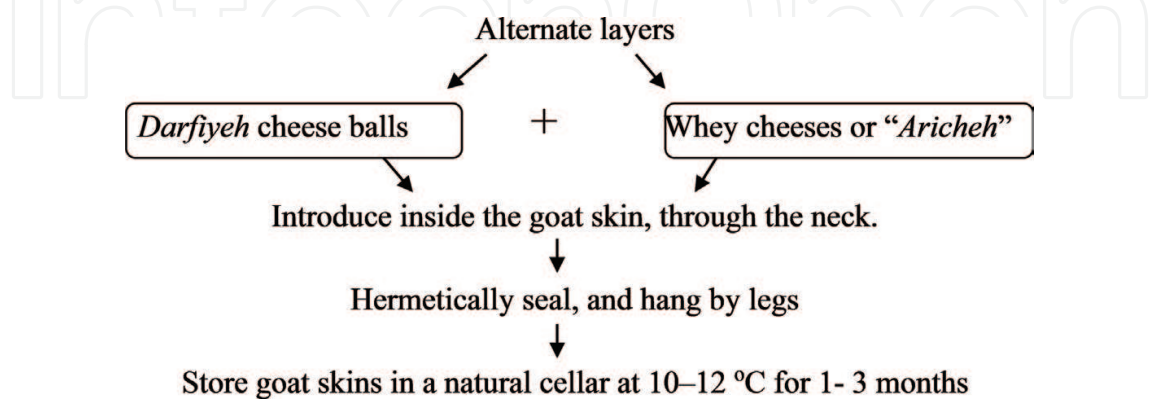 Alternate layers
Darfiyeh cheese balls + Whey cheeses or “Aricheh”
Introduce inside the goat skin, through the neck.
Hermetically seal, and hang by legs
Store goat skins in a natural cellar at 10–12 ºC for 1- 3 months